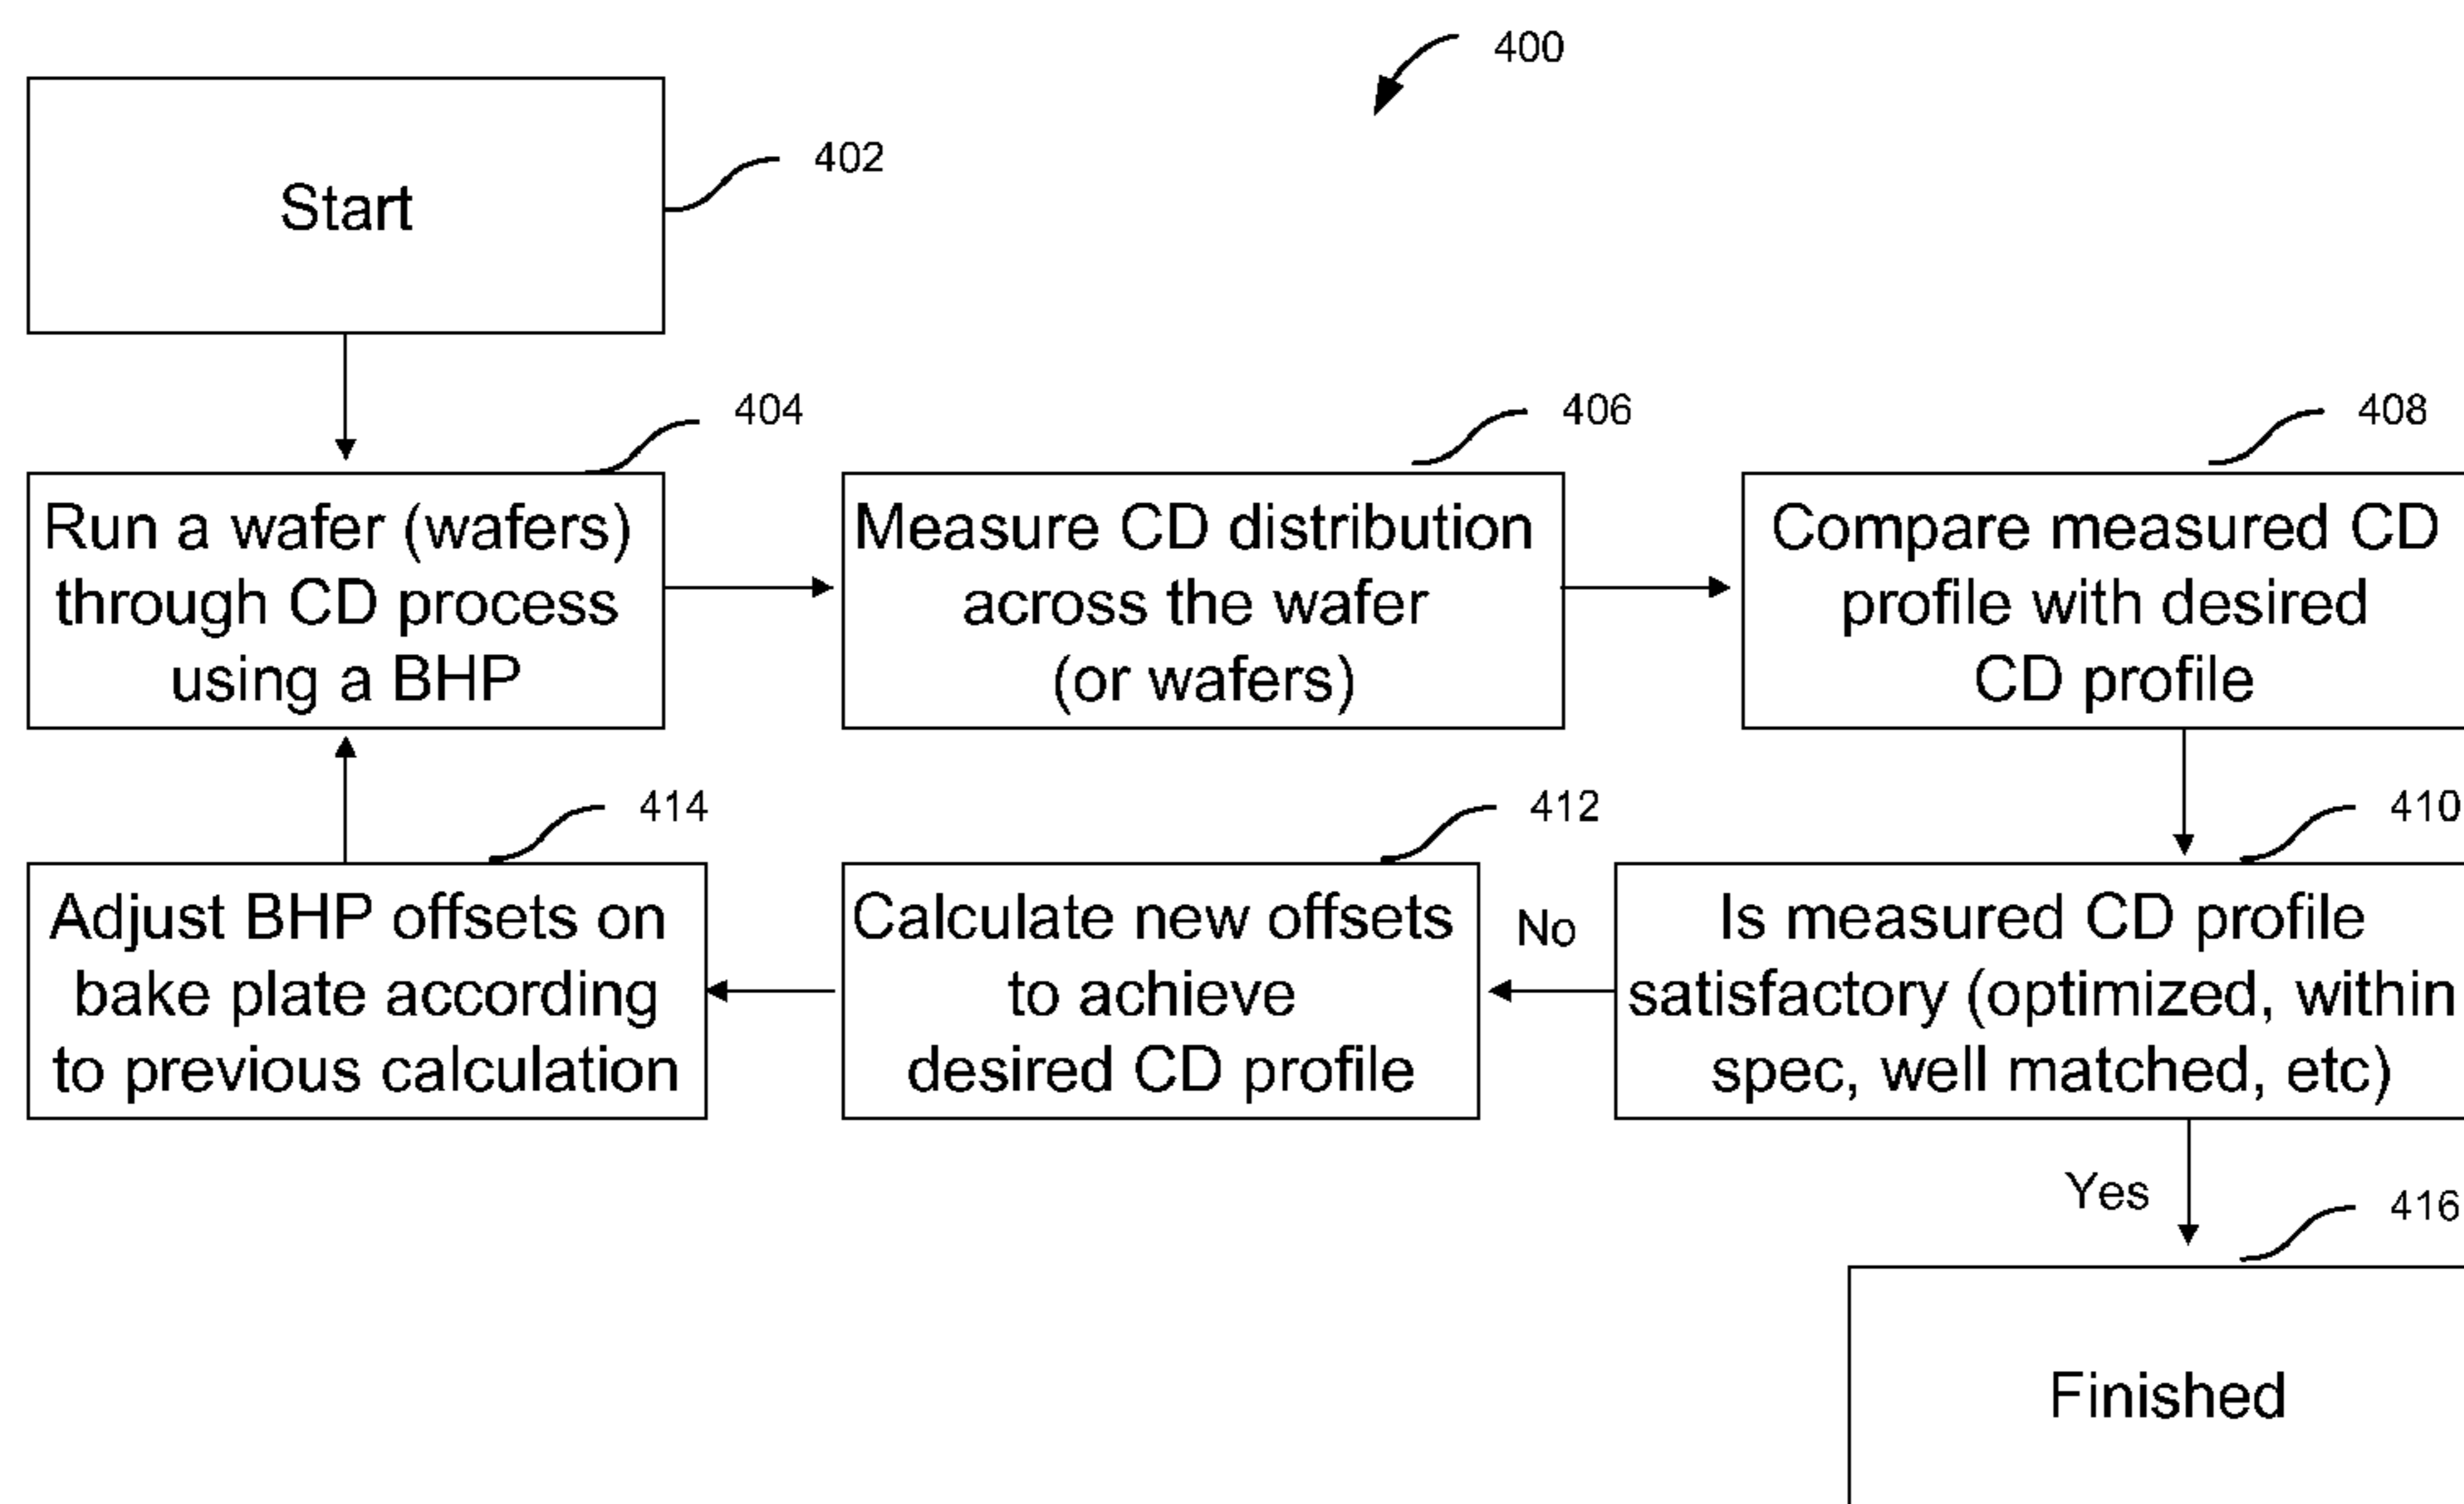 400
402
Start
404
Run a wafer (wafers)
through CD process
using a BHP
406
Measure CD distribution
across the wafer
(or wafers)
408
Compare measured CD
profile with desired
CD profile
410
Is measured CD profile
satisfactory (optimized, within
spec, well matched, etc)
No
412
Calculate new offsets
to achieve
desired CD profile
414
Adjust BHP offsets on
bake plate according
to previous calculation
Yes
416
Finished